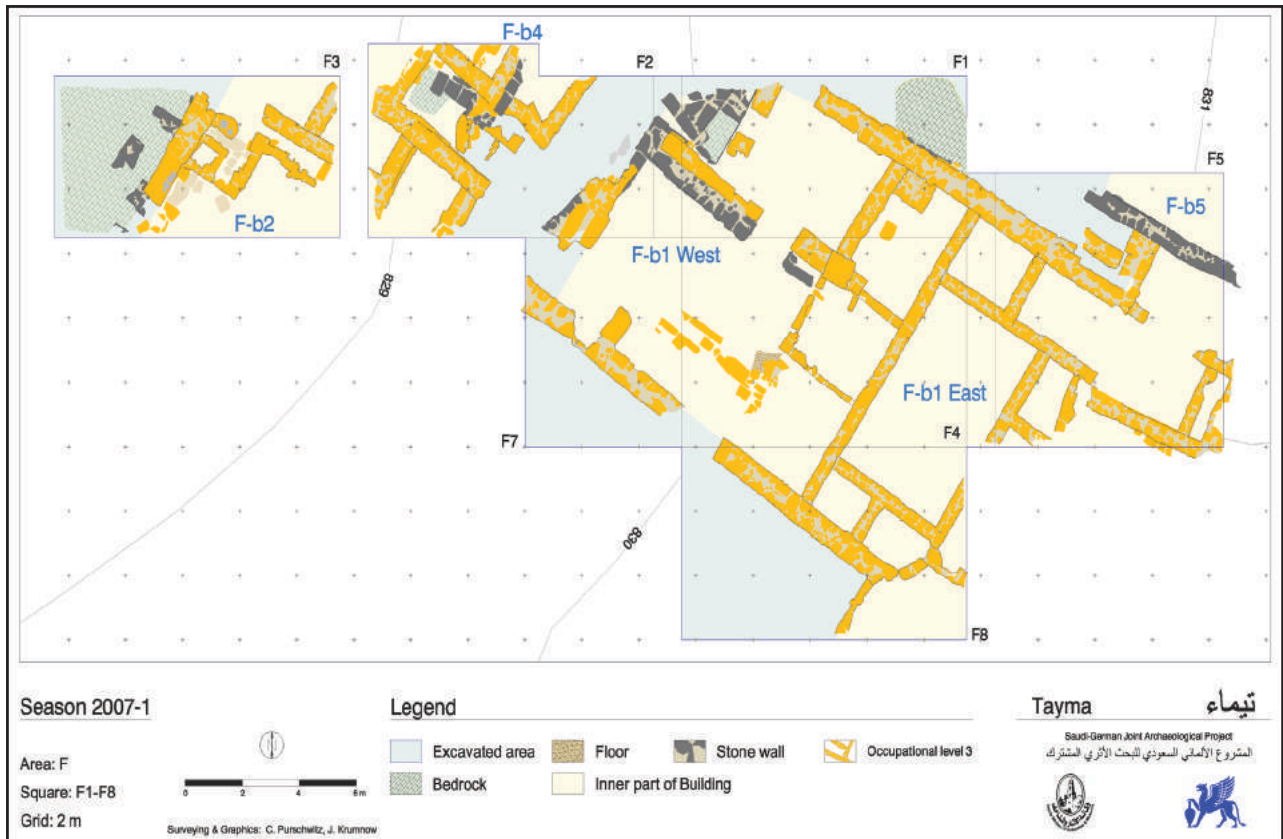 F-b4
F3
F2
F1
831
F5
F-b5
F-b2
F-b1 West
829
F-b1 East
F7
F4
830
F8
Season 2007-1
Area: F
Square: F1-F8
Grid: 2 m
0 2 4 6m
Surveying & Graphics: C. Purschwitz, J. Krumnow
Legend
Excavated area
Floor
Stone wall
Occupational level 3
Bedrock
Inner part of Building
Tayma تيماء
Saudi-German Joint Archaeological Project
المشروع الألماني السعودي للبحث الأثري المشترك